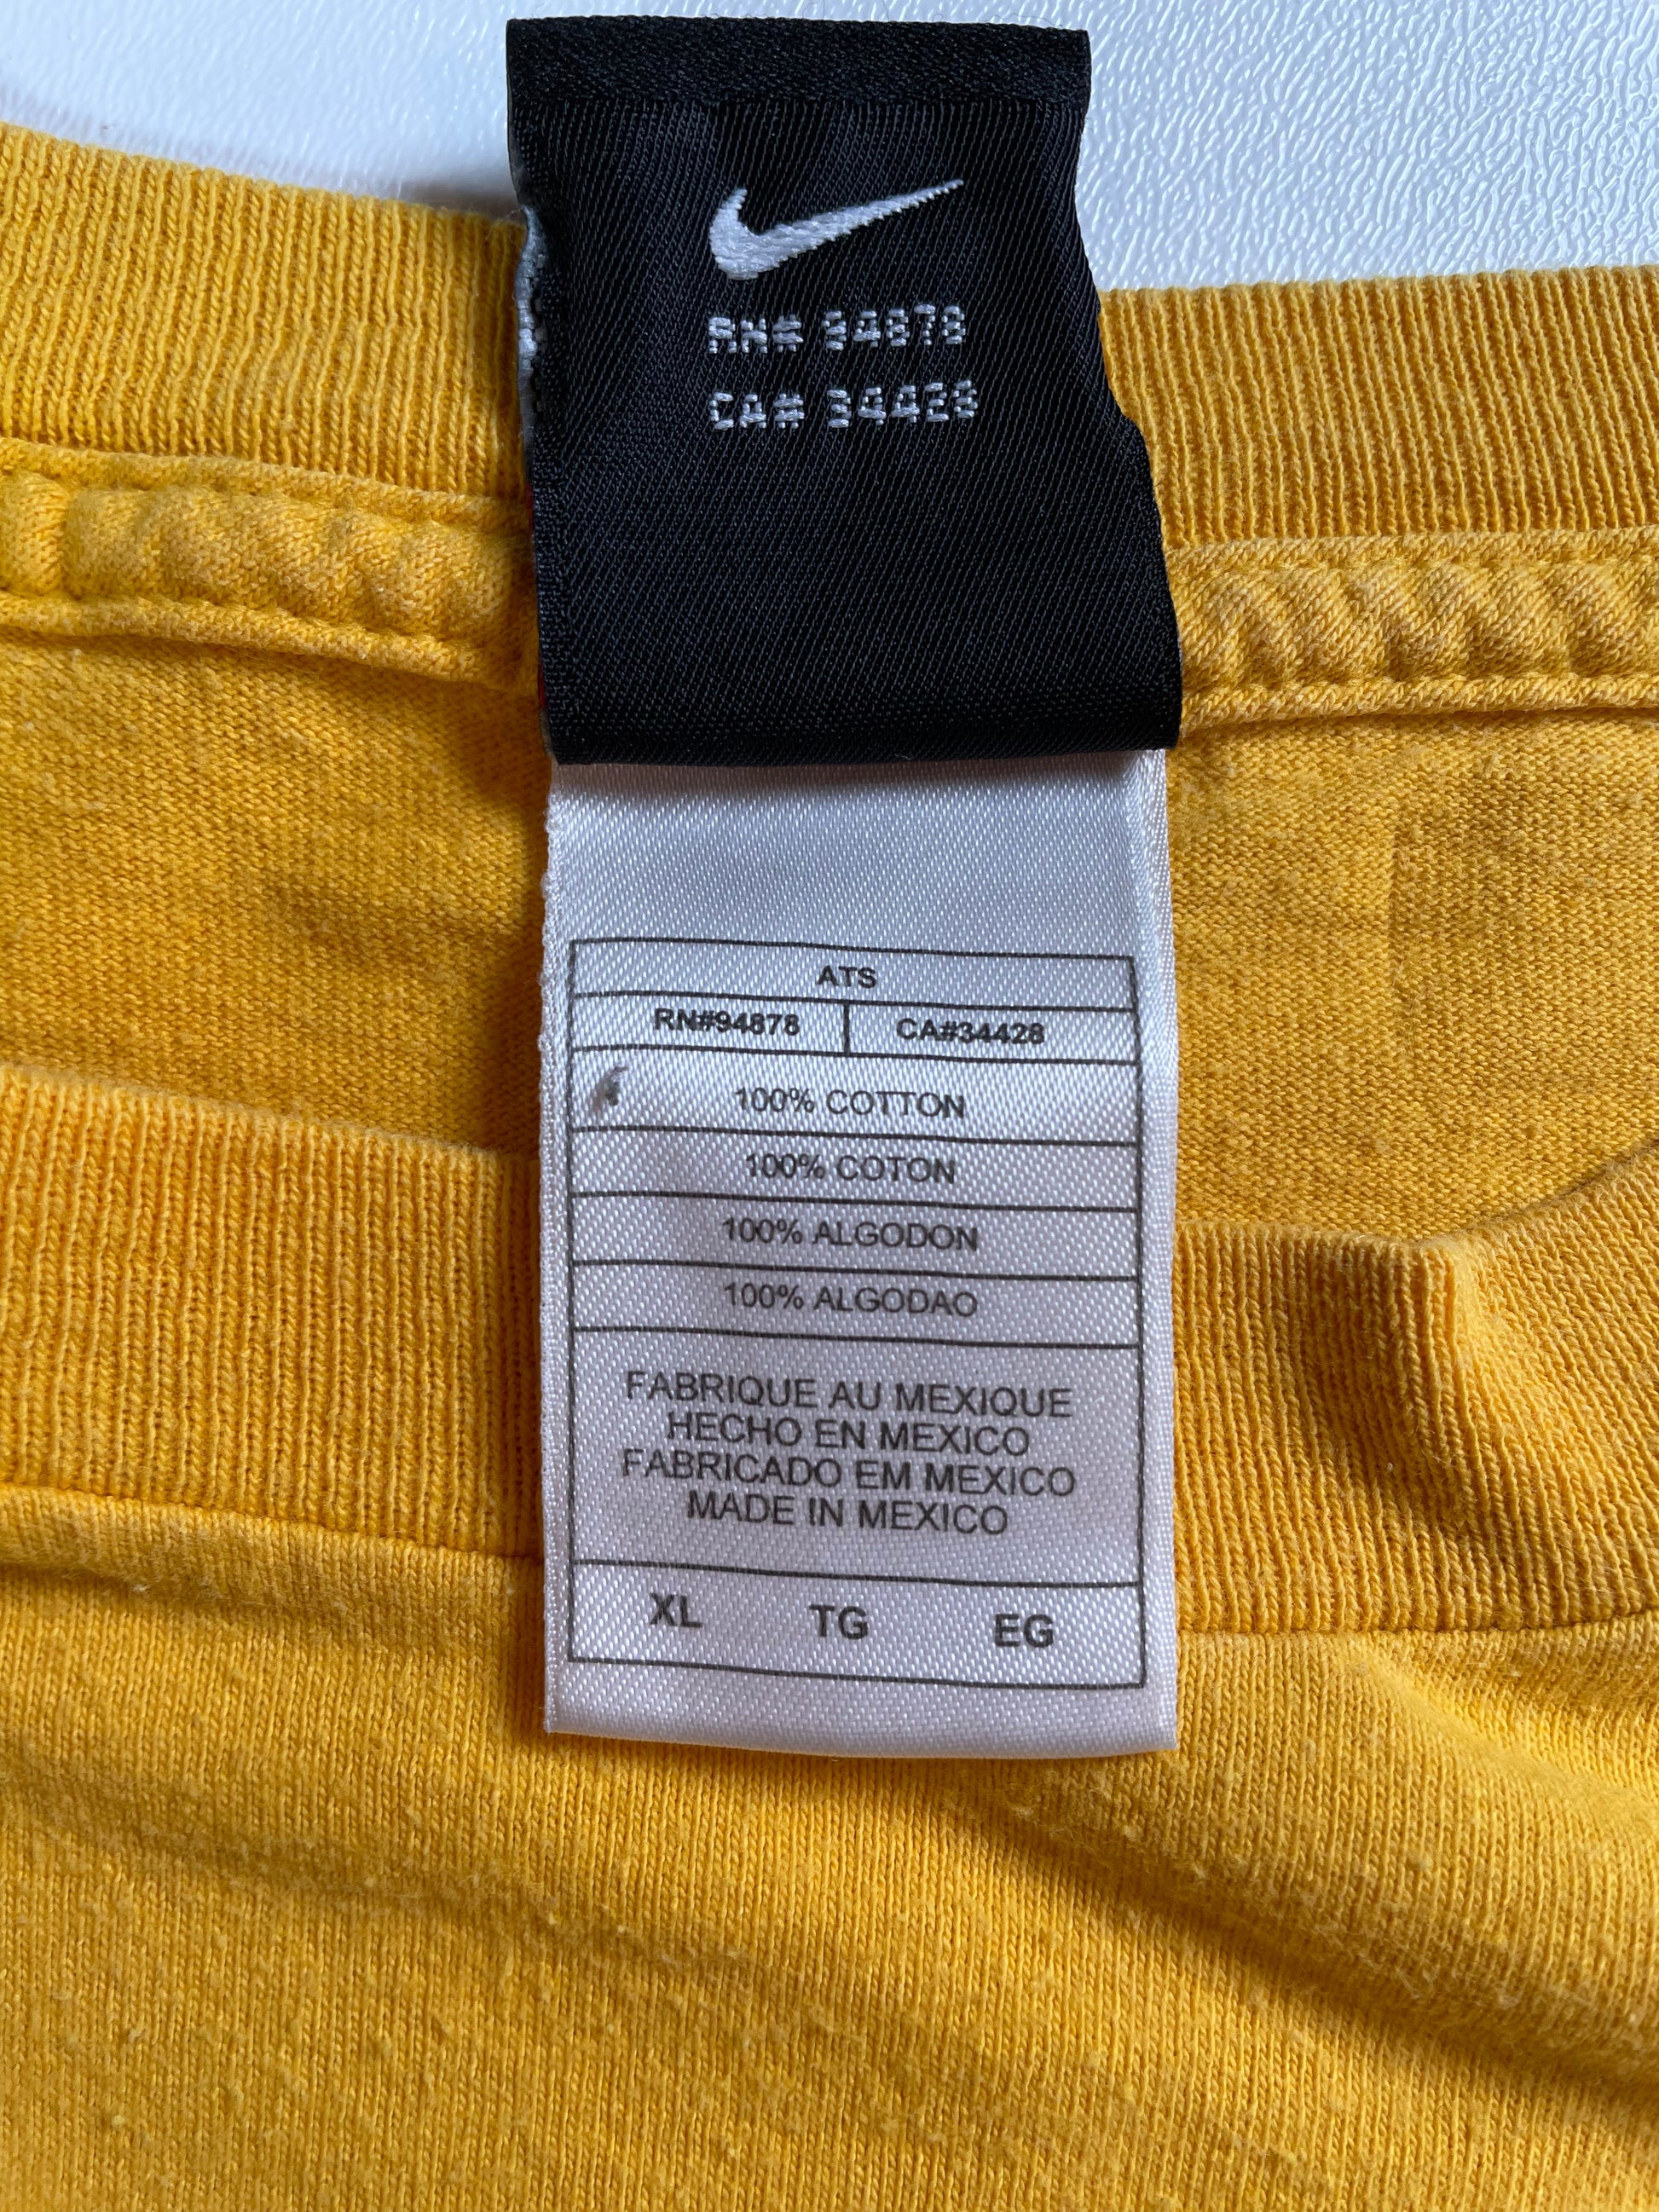 RN# 94878
CA# 34428
ATS
RN#94878 CA#34428
100% COTTON
100% COTON
100% ALGODON
100% ALGODAO
FABRIQUE AU MEXIQUE
HECHO EN MEXICO
FABRICADO EM MEXICO
MADE IN MEXICO
XL TG EG